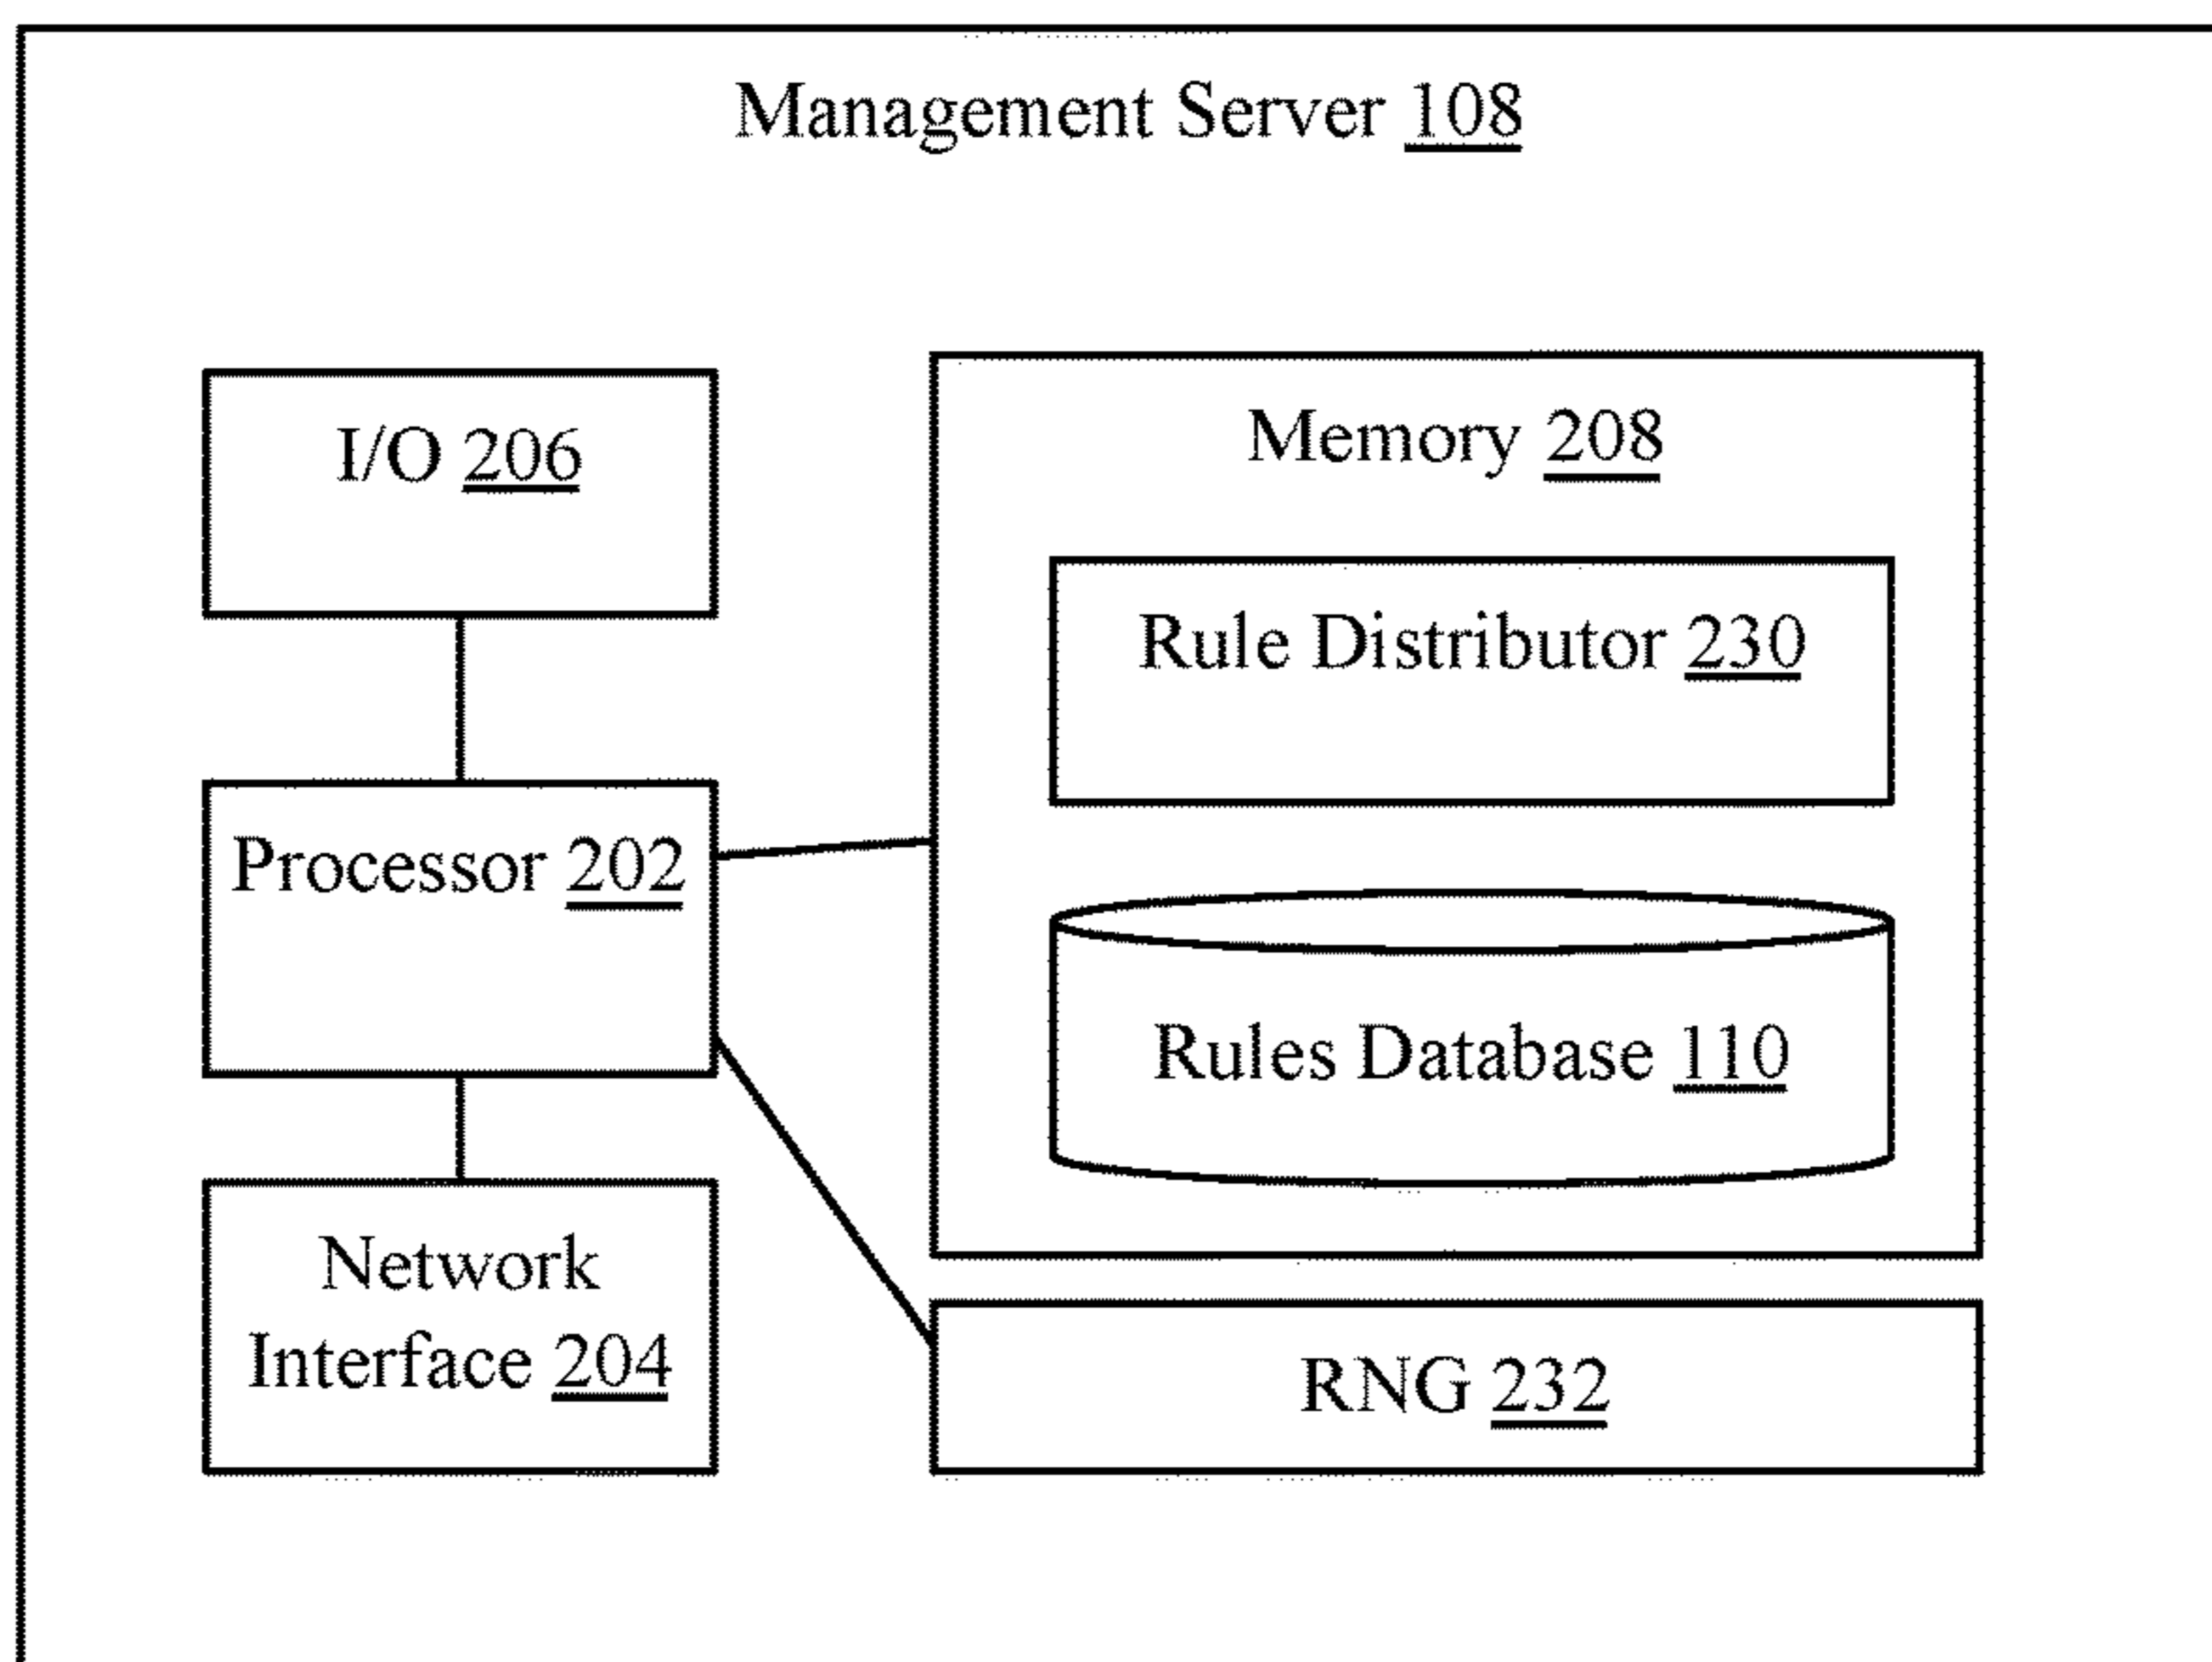 Management Server 108
I/O 206
Memory 208
Rule Distributor 230
Processor 202
Rules Database 110
Network
Interface 204
RNG 232